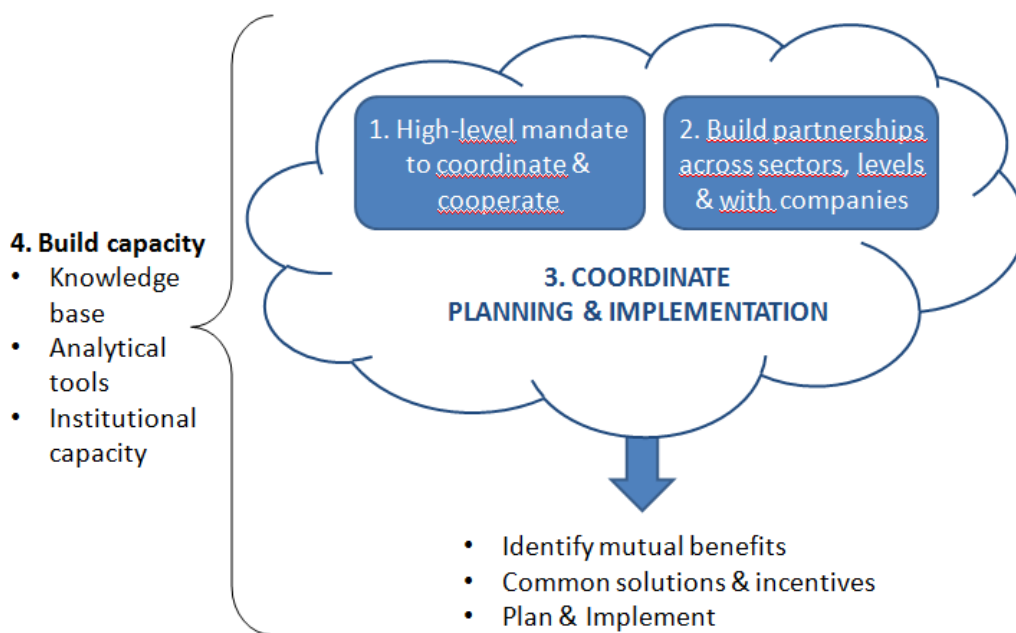 1. High-level mandate
to coordinate &
cooperate
2. Build partnerships
across sectors, levels
& with companies
3. COORDINATE
PLANNING & IMPLEMENTATION
4. Build capacity
• Knowledge
base
• Analytical
tools
• Institutional
capacity
• Identify mutual benefits
• Common solutions & incentives
• Plan & Implement